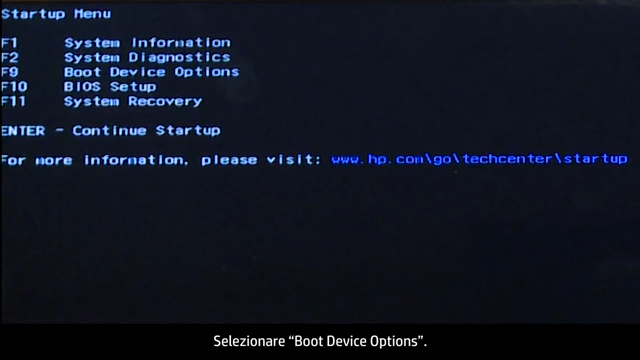 Startup Menu
F1 System Information
F2 System Diagnostics
F9 Boot Device Options
F10 BIOS Setup
F11 System Recovery
ENTER - Continue Startup
For more information, please visit: www.hp.com\go\techcenter\startup
Selezionare “Boot Device Options”.